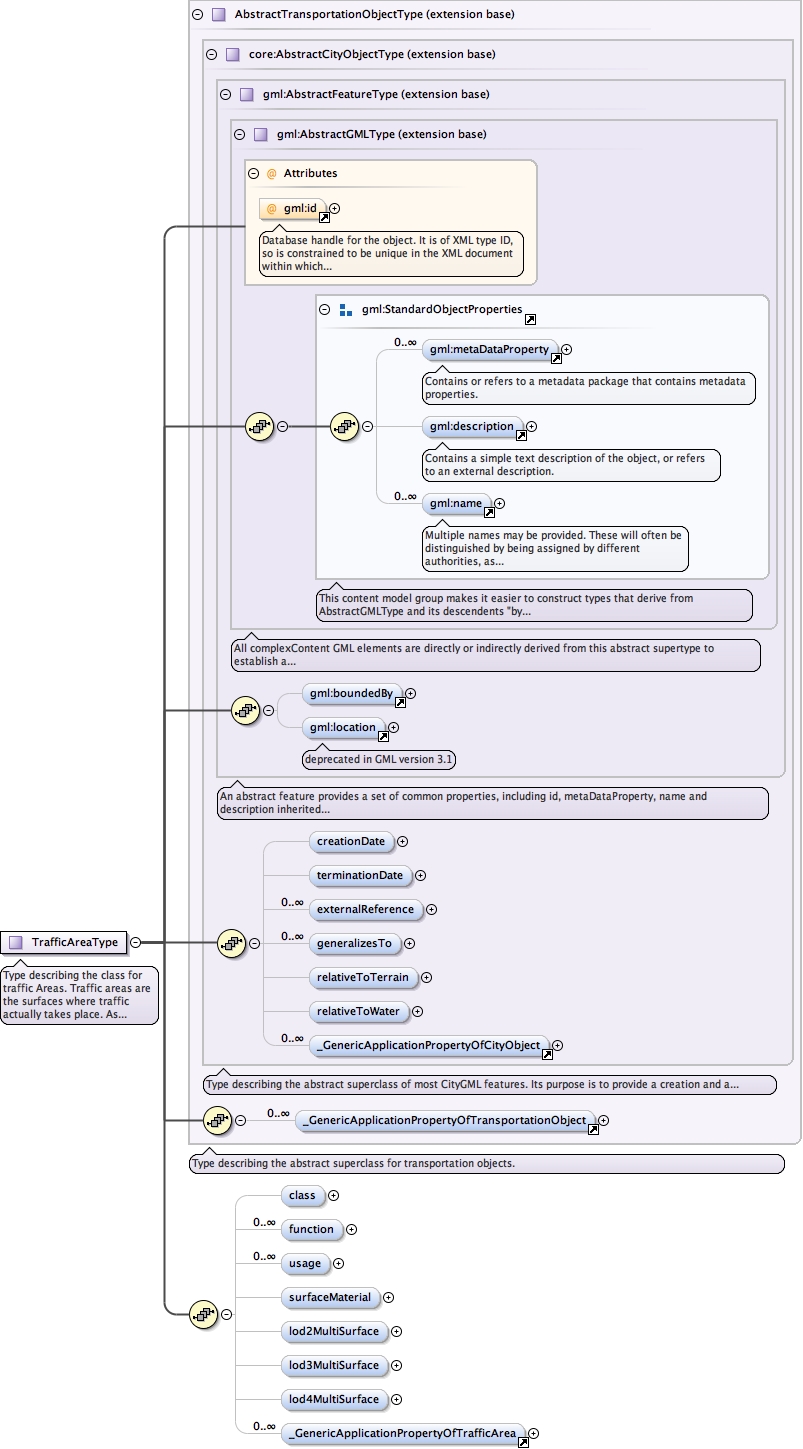 AbstractTransportationObjectType (extension base)
core:AbstractCityObjectType (extension base)
gml:AbstractFeatureType (extension base)
gml:AbstractGMLType (extension base)
@ Attributes
@ gml:id
Database handle for the object. It is of XML type ID,
so is constrained to be unique in the XML document
within which...
gml:StandardObjectProperties
0..∞
gml:metaDataProperty
Contains or refers to a metadata package that contains metadata
properties.
gml:description
Contains a simple text description of the object, or refers
to an external description.
0..∞
gml:name
Multiple names may be provided. These will often be
distinguished by being assigned by different
authorities, as...
This content model group makes it easier to construct types that derive from
AbstractGMLType and its descendents "by...
All complexContent GML elements are directly or indirectly derived from this abstract supertype to
establish a...
gml:boundedBy
gml:location
deprecated in GML version 3.1
An abstract feature provides a set of common properties, including id, metaDataProperty, name and
description inherited...
creationDate
terminationDate
0..∞
externalReference
0..∞
generalizesTo
relativeToTerrain
relativeToWater
0..∞
_GenericApplicationPropertyOfCityObject
TrafficAreaType
Type describing the class for
traffic Areas. Traffic areas are
the surfaces where traffic
actually takes place. As...
Type describing the abstract superclass of most CityGML features. Its purpose is to provide a creation and a...
0..∞
_GenericApplicationPropertyOfTransportationObject
Type describing the abstract superclass for transportation objects.
class
0..∞
function
0..∞
usage
surfaceMaterial
lod2MultiSurface
lod3MultiSurface
lod4MultiSurface
0..∞
_GenericApplicationPropertyOfTrafficArea